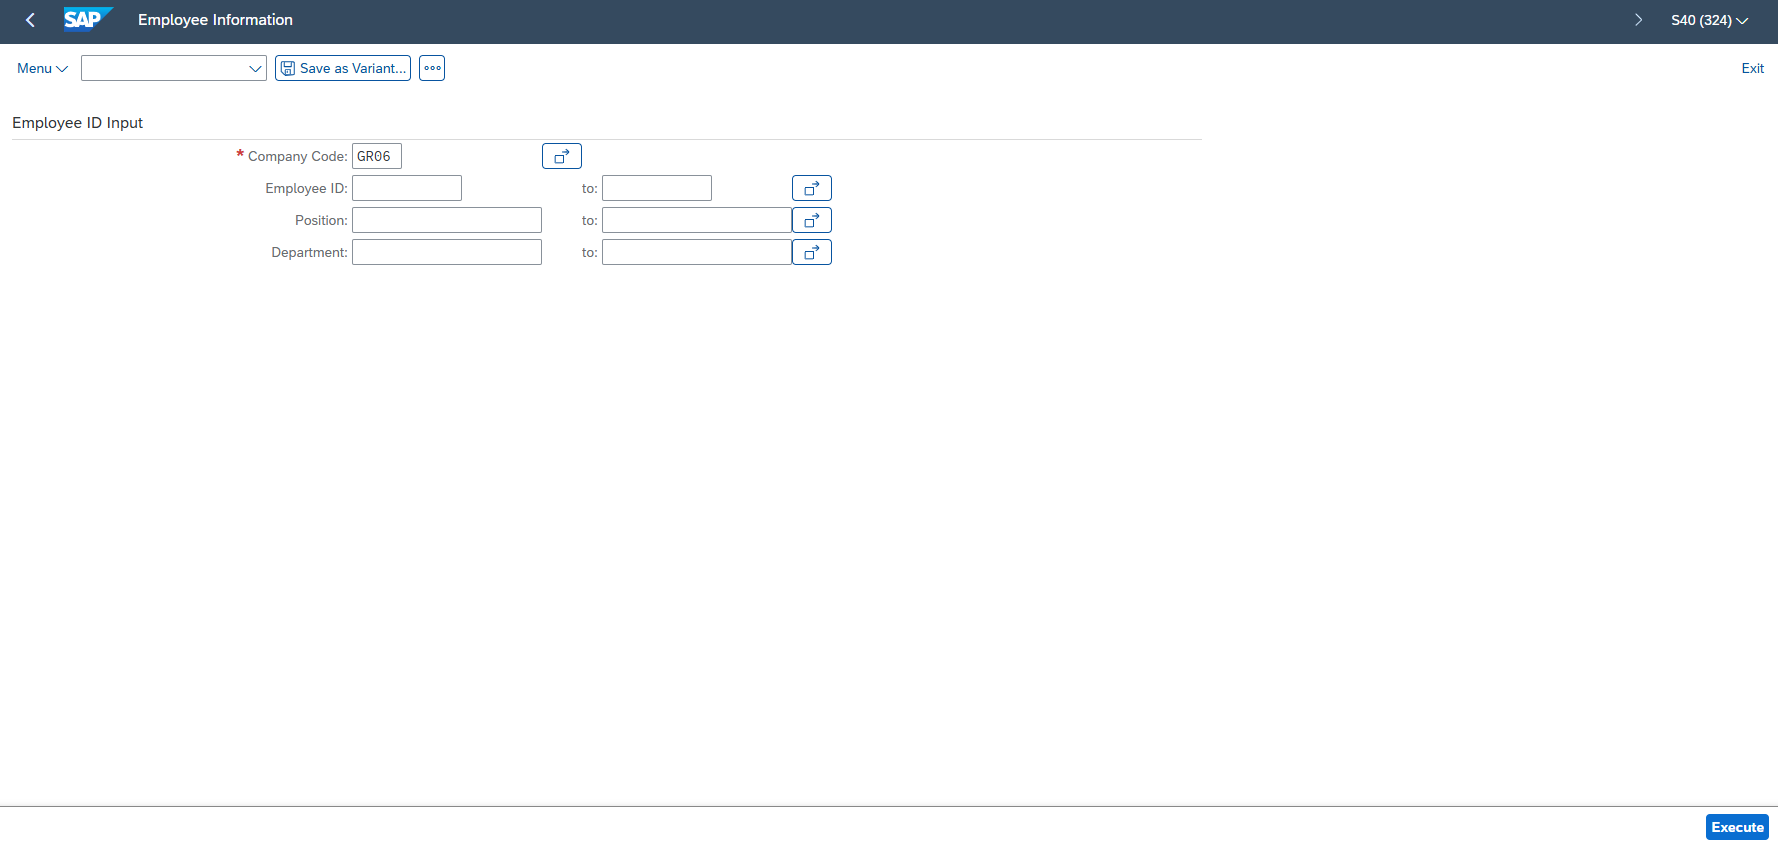 SAP Employee Information S40 (324)
Menu Save as Variant... Exit
Employee ID Input
* Company Code: GR06
Employee ID: to:
Position: to:
Department: to:
Execute